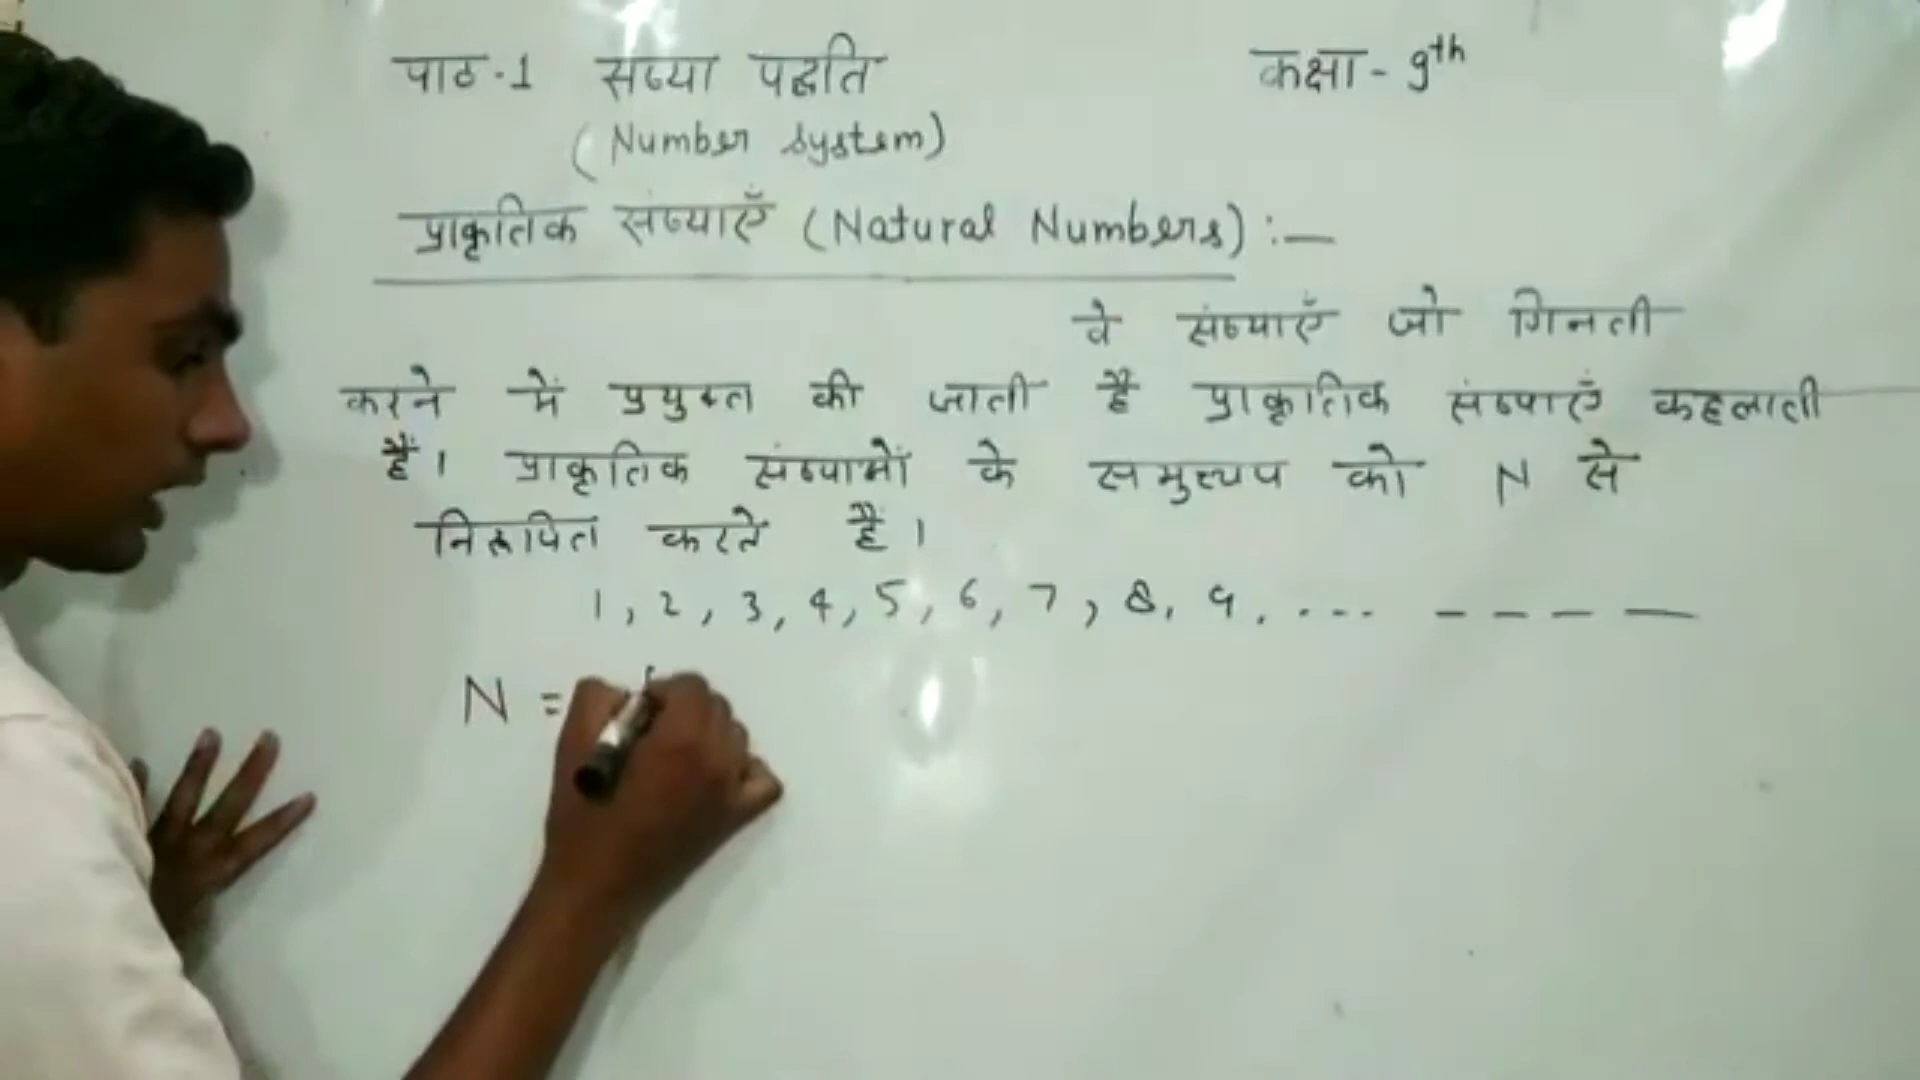 पाठ-1 संख्या पद्धति कक्षा - 9th
(Number System)
प्राकृतिक संख्याएँ (Natural Numbers) :—
वे संख्याएँ जो गिनती
करने में प्रयुक्त की जाती है प्राकृतिक संख्याएँ कहलाती
हैं। प्राकृतिक संख्याओं के समुच्चय को N से
निरूपित करते हैं।
1, 2, 3, 4, 5, 6, 7, 8, 9, .... — — — —
N =